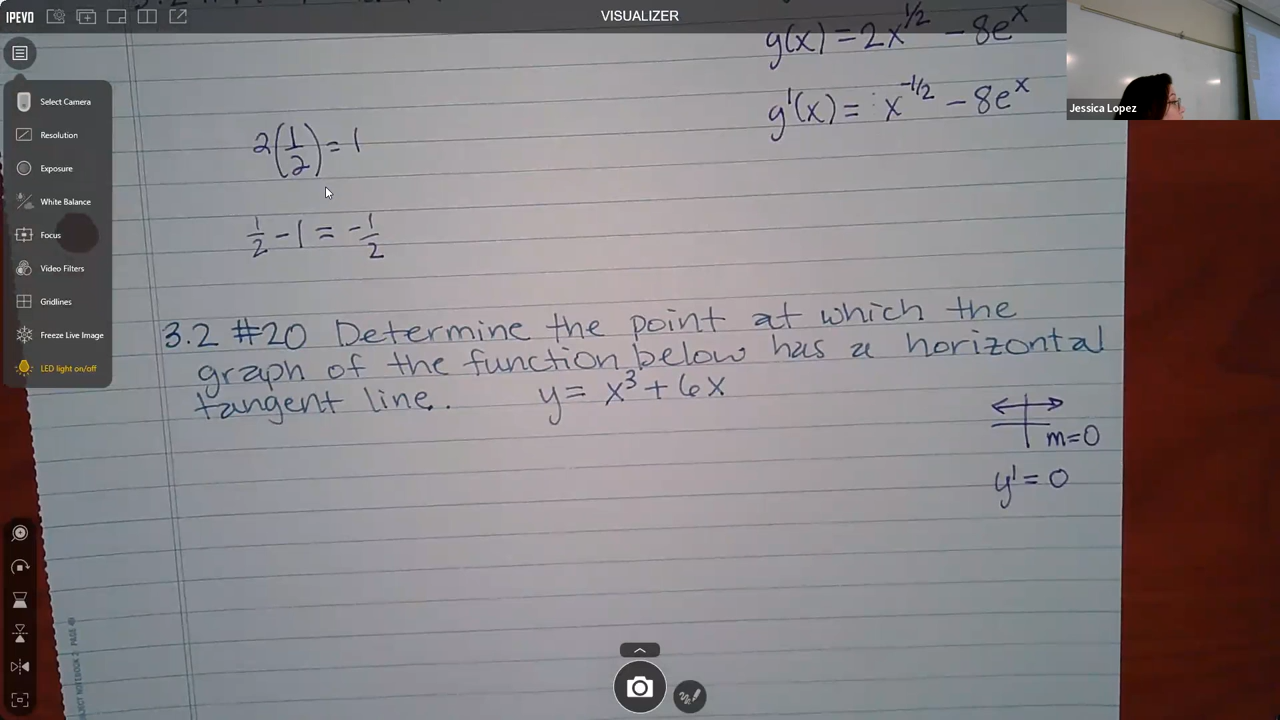 IPEVO
VISUALIZER
Select Camera
Resolution
Exposure
White Balance
Focus
Video Filters
Gridlines
Freeze Live Image
LED light on/off
Jessica Lopez
g(x) = 2x^1/2 - 8e^x
g'(x) = x^-1/2 - 8e^x
2(1/2) = 1
1/2 - 1 = -1/2
3.2 #20 Determine the point at which the
graph of the function below has a horizontal
tangent line. y = x³ + 6x
m=0
y' = 0